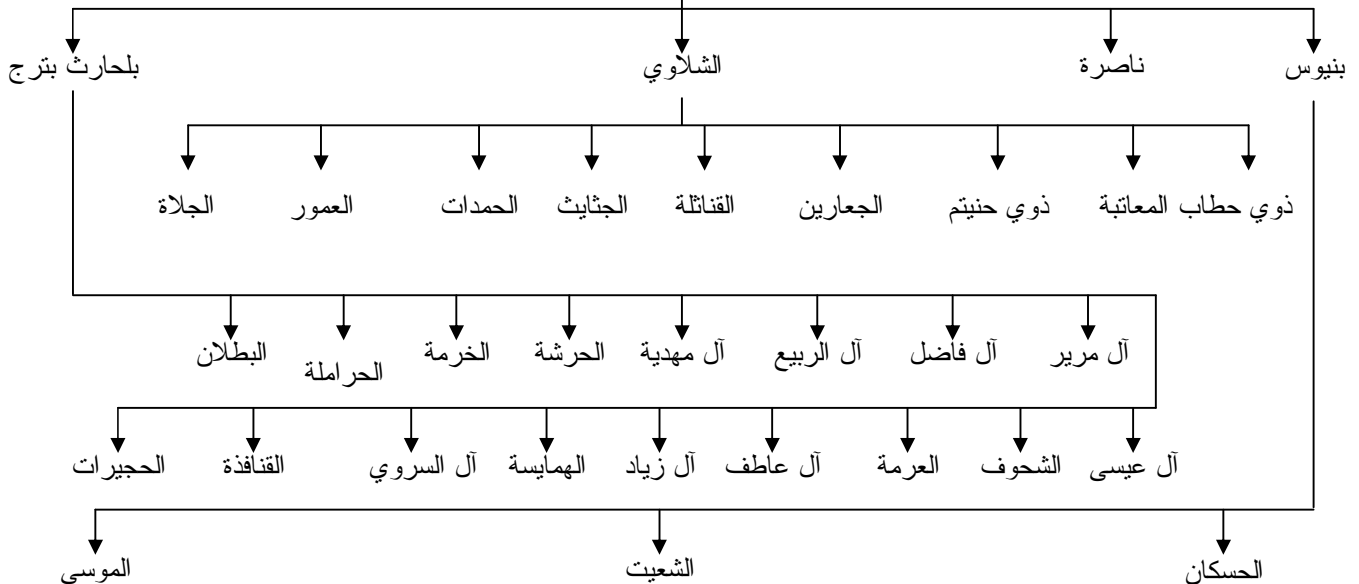 بنيوس ناصرة الشلاوي بلحارث بترج
ذوي حطاب المعاتبة ذوي حنيتم الجعارين القناثلة الجثايث الحمدات العمور الجلاة
آل مرير آل فاضل آل الربيع آل مهدية الحرشة الخرمة الحراملة البطلان
آل عيسى الشحوف العرمة آل عاطف آل زياد الهمايسة آل السروي القنافذة الحجيرات
الحسكان الشعيت الموسى